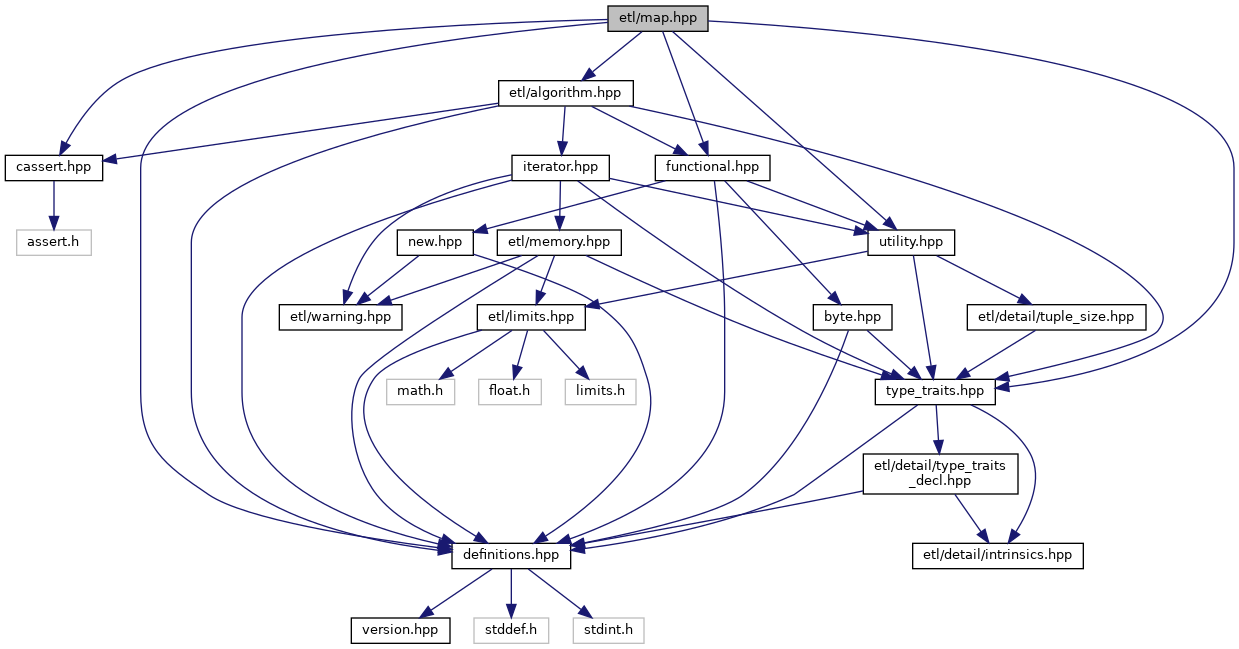 etl/map.hpp
etl/algorithm.hpp
cassert.hpp
iterator.hpp
functional.hpp
assert.h
new.hpp
etl/memory.hpp
utility.hpp
etl/warning.hpp
etl/limits.hpp
byte.hpp
etl/detail/tuple_size.hpp
math.h
float.h
limits.h
type_traits.hpp
etl/detail/type_traits
_decl.hpp
definitions.hpp
etl/detail/intrinsics.hpp
version.hpp
stddef.h
stdint.h